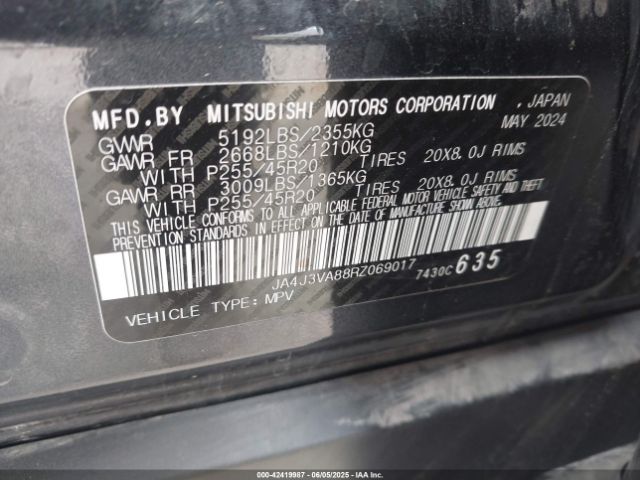 MFD.BY MITSUBISHI MOTORS CORPORATION , JAPAN
GVWR 5192LBS/2355KG MAY 2024
GAWR FR 2668LBS/1210KG
WITH P255/45R20 TIRES 20X8.0J RIMS
GAWR RR 3009LBS/1365KG
WITH P255/45R20 TIRES 20X8.0J RIMS
THIS VEHICLE CONFORMS TO ALL APPLICABLE FEDERAL MOTOR VEHICLE SAFETY AND THEFT
PREVENTION STANDARDS IN EFFECT ON THE DATE OF MANUFACTURE SHOWN ABOVE.
JA4J3VA88RZ069017 7430C 635
VEHICLE TYPE: MPV
000-42419987 - 06/05/2025 - IAAI.com